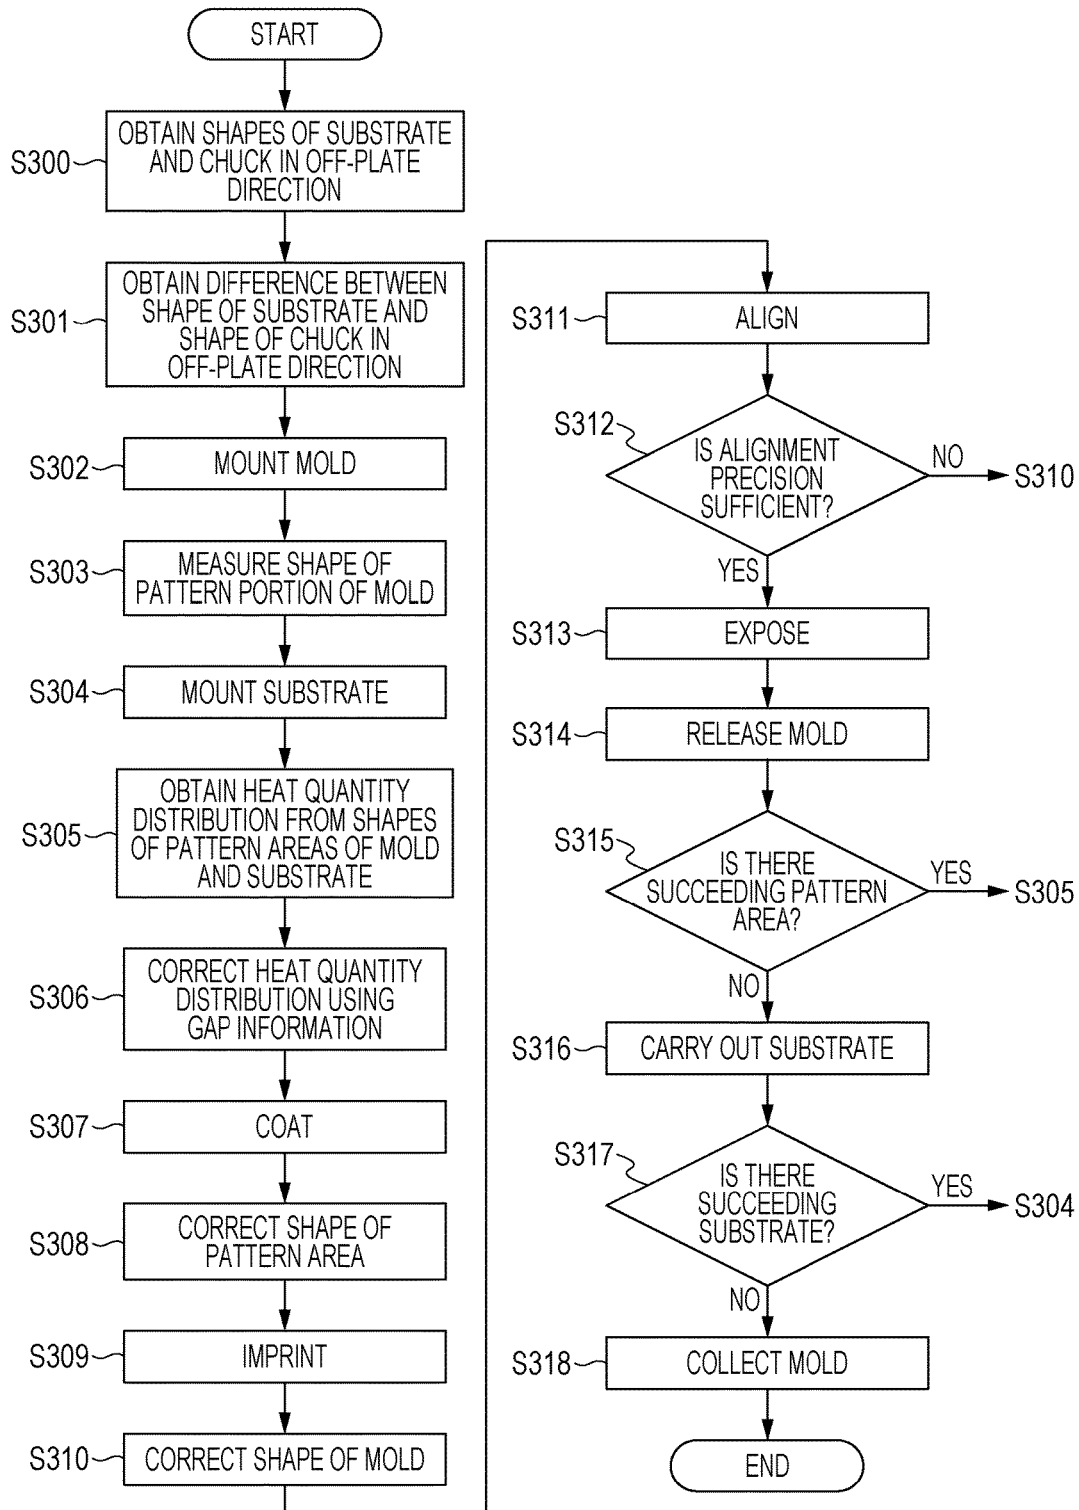 START
S300
OBTAIN SHAPES OF SUBSTRATE
AND CHUCK IN OFF-PLATE
DIRECTION
S301
OBTAIN DIFFERENCE BETWEEN
SHAPE OF SUBSTRATE AND
SHAPE OF CHUCK IN
OFF-PLATE DIRECTION
S302
MOUNT MOLD
S303
MEASURE SHAPE OF
PATTERN PORTION OF MOLD
S304
MOUNT SUBSTRATE
S305
OBTAIN HEAT QUANTITY
DISTRIBUTION FROM SHAPES
OF PATTERN AREAS OF MOLD
AND SUBSTRATE
S306
CORRECT HEAT QUANTITY
DISTRIBUTION USING
GAP INFORMATION
S307
COAT
S308
CORRECT SHAPE OF
PATTERN AREA
S309
IMPRINT
S310
CORRECT SHAPE OF MOLD
S311
ALIGN
S312
IS ALIGNMENT
PRECISION
SUFFICIENT?
NO
S310
YES
S313
EXPOSE
S314
RELEASE MOLD
S315
IS THERE
SUCCEEDING PATTERN
AREA?
YES
S305
NO
S316
CARRY OUT SUBSTRATE
S317
IS THERE
SUCCEEDING
SUBSTRATE?
YES
S304
NO
S318
COLLECT MOLD
END